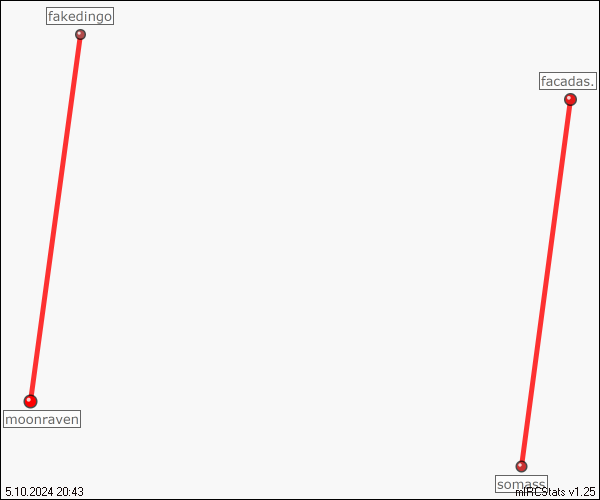 fakedingo
facadas.
moonraven
somass
5.10.2024 20:43
mIRCStats v1.25